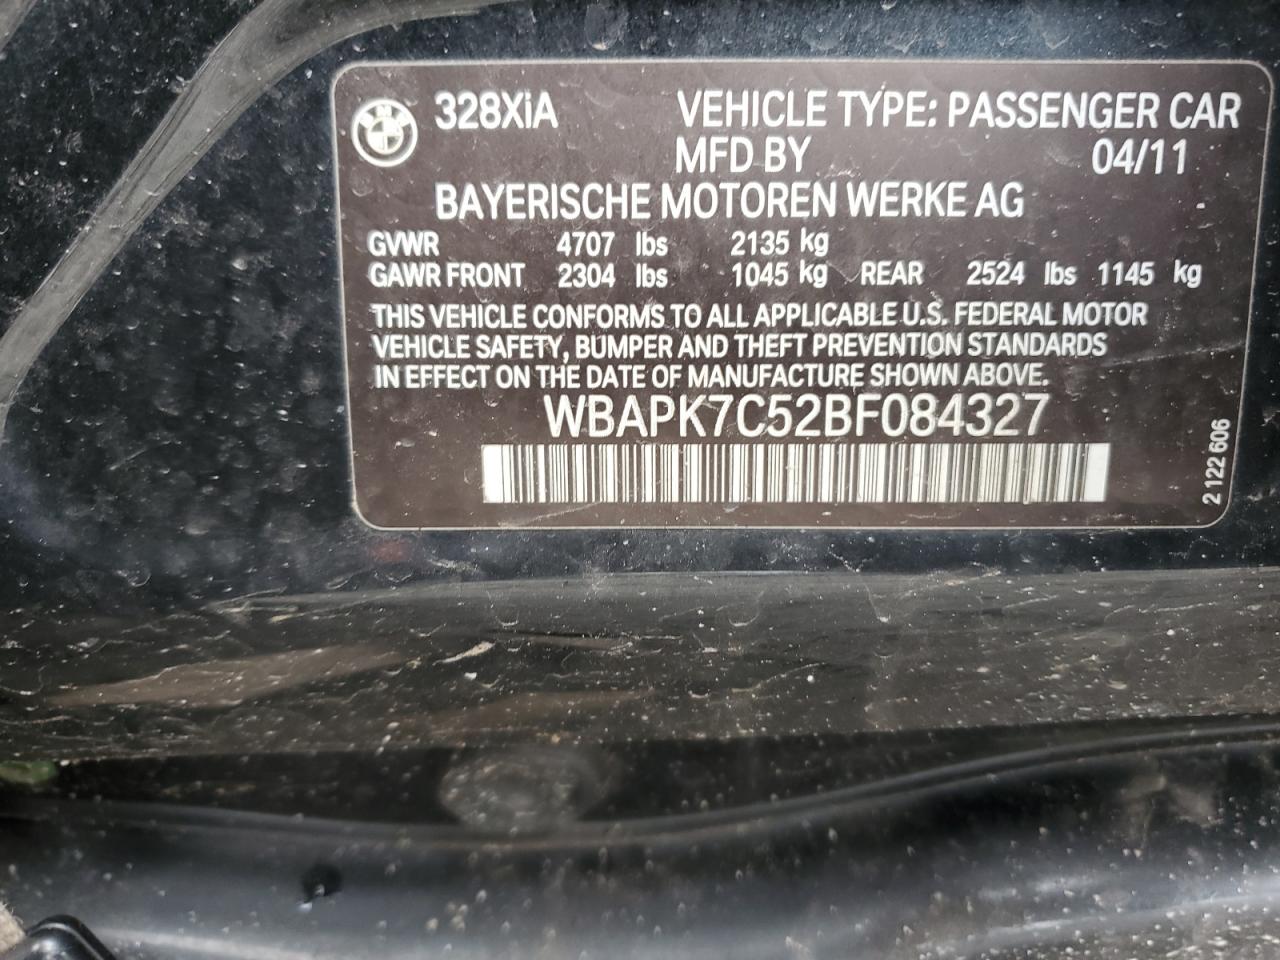 328XiA VEHICLE TYPE: PASSENGER CAR
MFD BY 04/11
BAYERISCHE MOTOREN WERKE AG
GVWR 4707 lbs 2135 kg
GAWR FRONT 2304 lbs 1045 kg REAR 2524 lbs 1145 kg
THIS VEHICLE CONFORMS TO ALL APPLICABLE U.S. FEDERAL MOTOR
VEHICLE SAFETY, BUMPER AND THEFT PREVENTION STANDARDS
IN EFFECT ON THE DATE OF MANUFACTURE SHOWN ABOVE.
WBAPK7C52BF084327
2 122 606